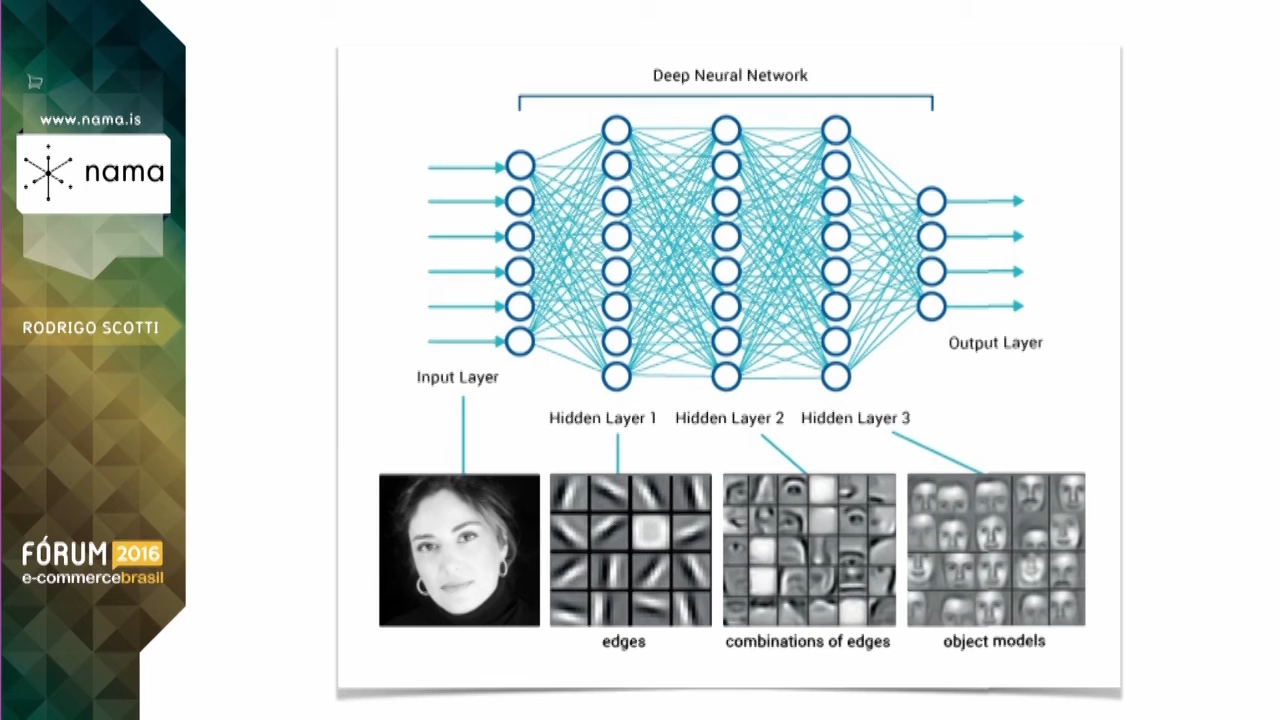 www.nama.is
nama
RODRIGO SCOTTI
FÓRUM 2016
e-commercebrasil
Deep Neural Network
Input Layer
Output Layer
Hidden Layer 1
Hidden Layer 2
Hidden Layer 3
edges
combinations of edges
object models